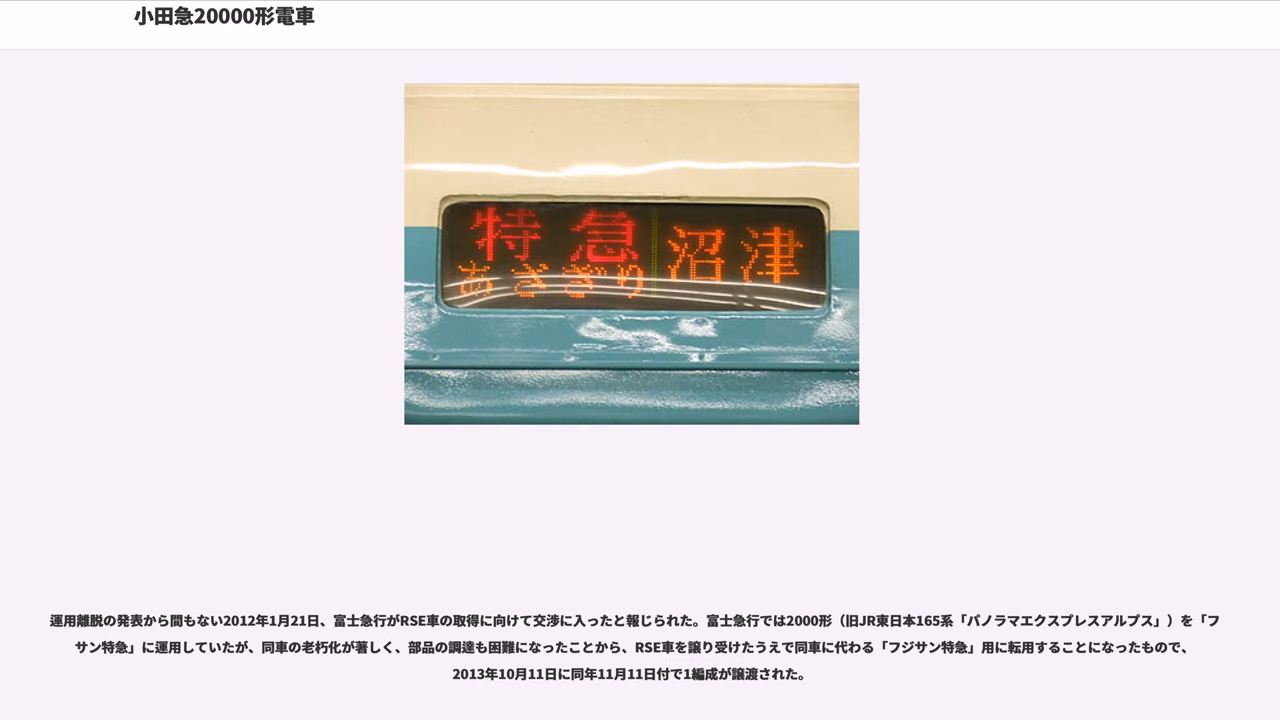 小田急20000形電車
特急 沼津
あさぎり
運用離脱の発表から間もない2012年1月21日、富士急行がRSE車の取得に向けて交渉に入ったと報じられた。富士急行では2000形（旧JR東日本165系「パノラマエクスプレスアルプス」）を「フ
サン特急」に運用していたが、同車の老朽化が著しく、部品の調達も困難になったことから、RSE車を譲り受けたうえで同車に代わる「フジサン特急」用に転用することになったもので、
2013年10月11日に同年11月11日付で1編成が譲渡された。